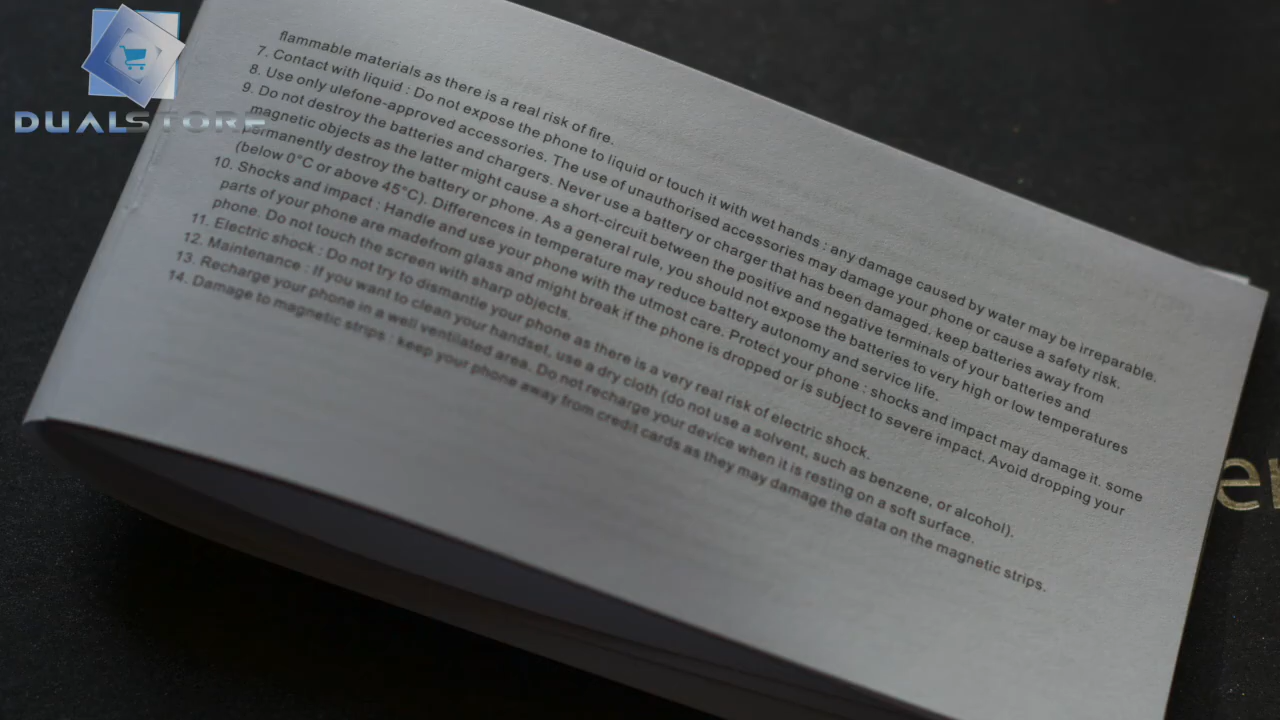 DUALSTORE
flammable materials as there is a real risk of fire.
7. Contact with liquid : Do not expose the phone to liquid or touch it with wet hands : any damage caused by water may be irreparable.
8. Use only ulefone-approved accessories. The use of unauthorised accessories may damage your phone or cause a safety risk.
9. Do not destroy the batteries and chargers. Never use a battery or charger that has been damaged. keep batteries away from
magnetic objects as the latter might cause a short-circuit between the positive and negative terminals of your batteries and
permanently destroy the battery or phone. As a general rule, you should not expose the batteries to very high or low temperatures
(below 0°C or above 45°C). Differences in temperature may reduce battery autonomy and service life.
10. Shocks and impact : Handle and use your phone with the utmost care. Protect your phone : shocks and impact may damage it. some
parts of your phone are madefrom glass and might break if the phone is dropped or is subject to severe impact. Avoid dropping your
phone. Do not touch the screen with sharp objects.
11. Electric shock : Do not try to dismantle your phone as there is a very real risk of electric shock.
12. Maintenance : If you want to clean your handset, use a dry cloth (do not use a solvent, such as benzene, or alcohol).
13. Recharge your phone in a well ventilated area. Do not recharge your device when it is resting on a soft surface.
14. Damage to magnetic strips : keep your phone away from credit cards as they may damage the data on the magnetic strips.